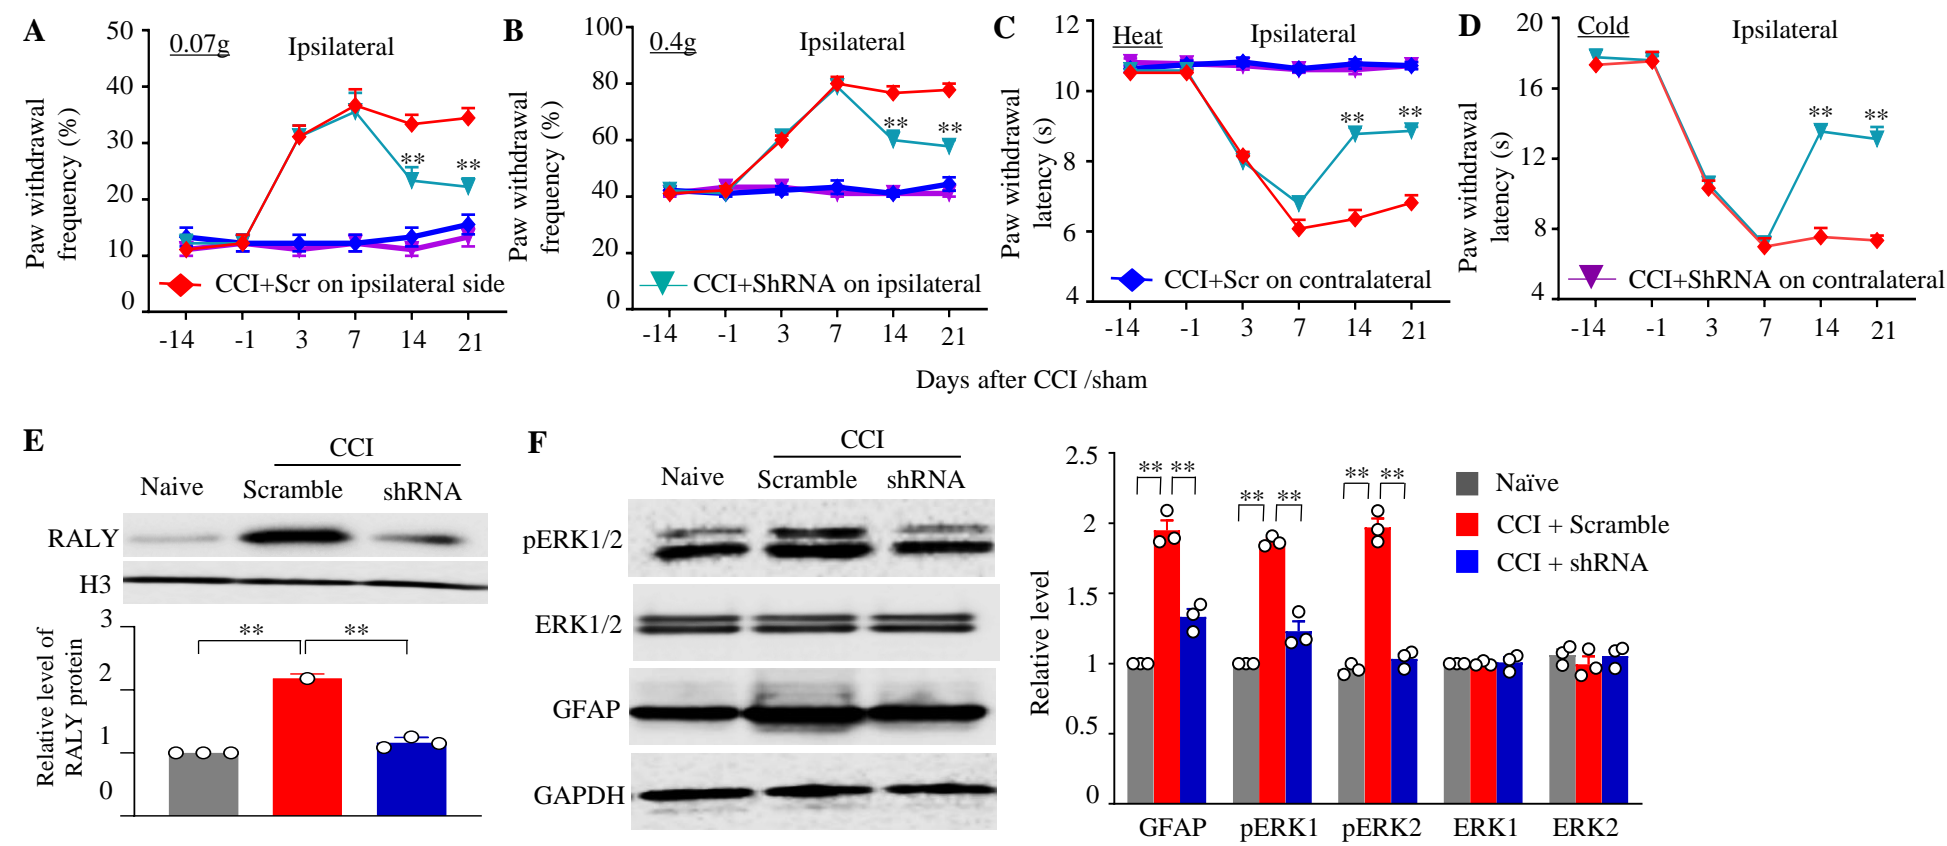 A
0.07g
Ipsilateral
50
40
30
20
10
0
Paw withdrawal
frequency (%)
CCI+Scr on ipsilateral side
-14 -1 3 7 14 21
** **
B
0.4g
Ipsilateral
100
80
60
40
20
0
Paw withdrawal
frequency (%)
CCI+ShRNA on ipsilateral
-14 -1 3 7 14 21
** **
C
Heat
Ipsilateral
12
10
8
6
4
Paw withdrawal
latency (s)
CCI+Scr on contralateral
-14 -1 3 7 14 21
** **
D
Cold
Ipsilateral
20
16
12
8
4
Paw withdrawal
latency (s)
CCI+ShRNA on contralateral
-14 -1 3 7 14 21
** **
Days after CCI /sham
E
CCI
Naive Scramble shRNA
RALY
H3
3
2
1
0
Relative level of
RALY protein
** **
F
CCI
Naive Scramble shRNA
pERK1/2
ERK1/2
GFAP
GAPDH
2.5
2
1.5
1
0.5
0
Relative level
** ** ** ** ** **
Naïve
CCI + Scramble
CCI + shRNA
GFAP pERK1 pERK2 ERK1 ERK2